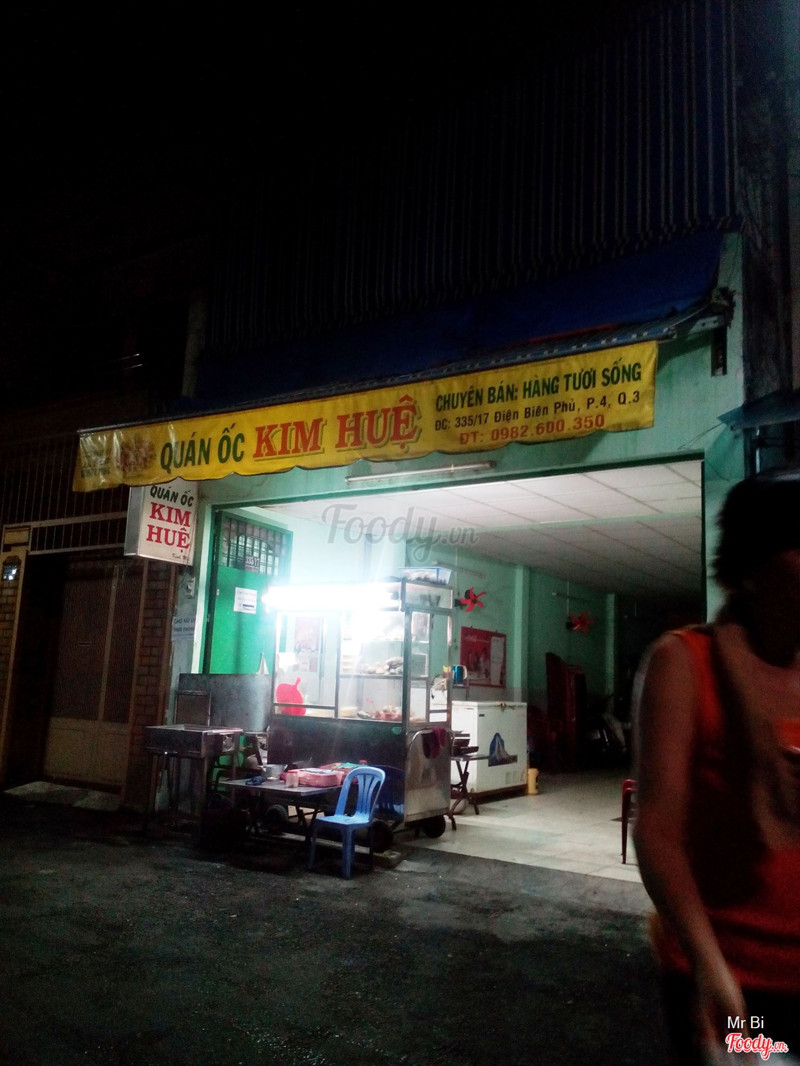 QUÁN ỐC KIM HUỆ
CHUYÊN BÁN: HÀNG TƯƠI SỐNG
ĐC: 335/17 Điện Biên Phủ, P.4, Q.3
ĐT: 0982.600.350
QUÁN ỐC
KIM
HUỆ
Foody.vn
Mr Bi
Foody.vn